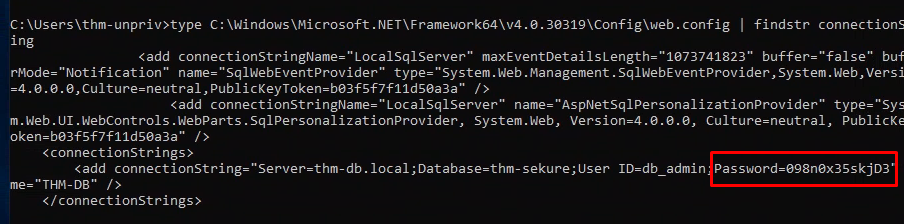 C:\Users\thm-unpriv>type C:\Windows\Microsoft.NET\Framework64\v4.0.30319\Config\web.config | findstr connectionS
ing
<add connectionStringName="LocalSqlServer" maxEventDetailsLength="1073741823" buffer="false" buf
rMode="Notification" name="SqlWebEventProvider" type="System.Web.Management.SqlWebEventProvider,System.Web,Versi
=4.0.0.0,Culture=neutral,PublicKeyToken=b03f5f7f11d50a3a" />
<add connectionStringName="LocalSqlServer" name="AspNetSqlPersonalizationProvider" type="Sys
m.Web.UI.WebControls.WebParts.SqlPersonalizationProvider, System.Web, Version=4.0.0.0, Culture=neutral, PublicKe
oken=b03f5f7f11d50a3a" />
<connectionStrings>
<add connectionString="Server=thm-db.local;Database=thm-sekure;User ID=db_admin;Password=098n0x35skjD3"
me="THM-DB" />
</connectionStrings>